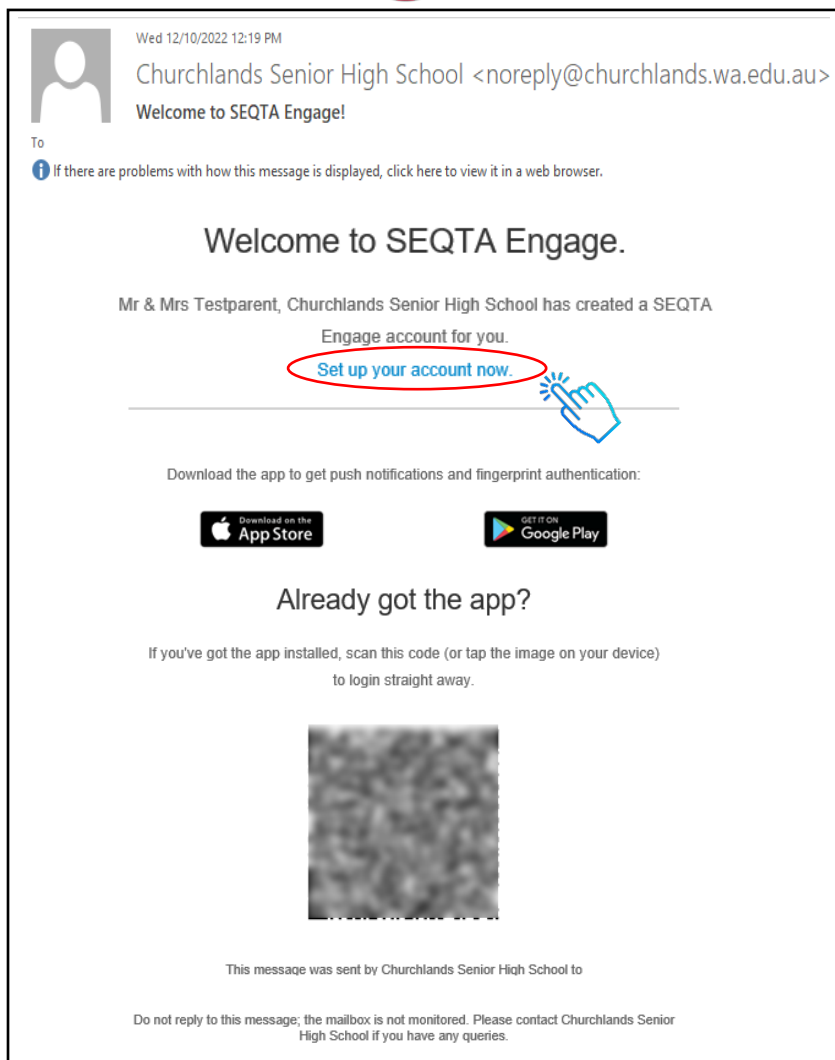 Wed 12/10/2022 12:19 PM
Churchlands Senior High School <noreply@churchlands.wa.edu.au>
Welcome to SEQTA Engage!
To
If there are problems with how this message is displayed, click here to view it in a web browser.
Welcome to SEQTA Engage.
Mr & Mrs Testparent, Churchlands Senior High School has created a SEQTA
Engage account for you.
Set up your account now.
Download the app to get push notifications and fingerprint authentication:
Download on the
App Store
GET IT ON
Google Play
Already got the app?
If you've got the app installed, scan this code (or tap the image on your device)
to login straight away.
This message was sent by Churchlands Senior High School to
Do not reply to this message; the mailbox is not monitored. Please contact Churchlands Senior
High School if you have any queries.